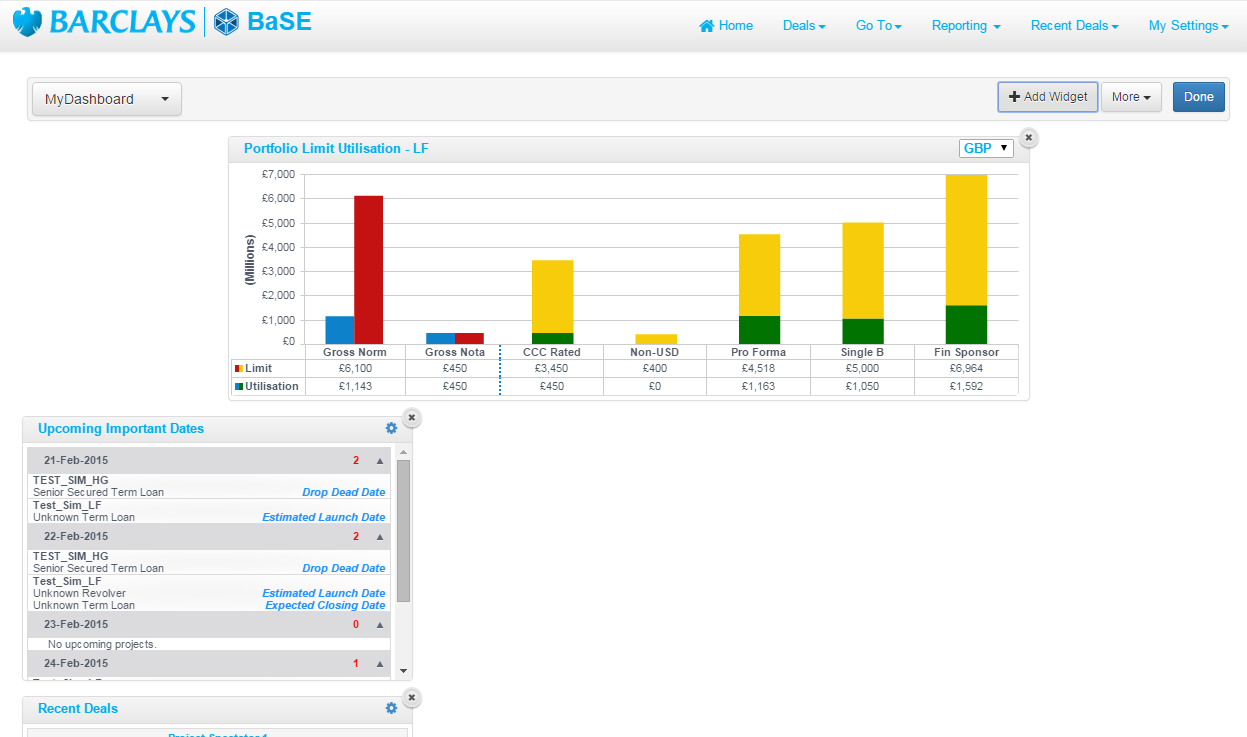 BARCLAYS BaSE Home Deals Go To Reporting Recent Deals My Settings
MyDashboard Add Widget More Done
Portfolio Limit Utilisation - LF GBP
(Millions)
£7,000
£6,000
£5,000
£4,000
£3,000
£2,000
£1,000
£0
Gross Norm Gross Nota CCC Rated Non-USD Pro Forma Single B Fin Sponsor
Limit £6,100 £450 £3,450 £400 £4,518 £5,000 £6,964
Utilisation £1,143 £450 £450 £0 £1,163 £1,050 £1,592
Upcoming Important Dates
21-Feb-2015 2
TEST_SIM_HG
Senior Secured Term Loan Drop Dead Date
Test_Sim_LF
Unknown Term Loan Estimated Launch Date
22-Feb-2015 2
TEST_SIM_HG
Senior Secured Term Loan Drop Dead Date
Test_Sim_LF
Unknown Revolver Estimated Launch Date
Unknown Term Loan Expected Closing Date
23-Feb-2015 0
No upcoming projects.
24-Feb-2015 1
Recent Deals